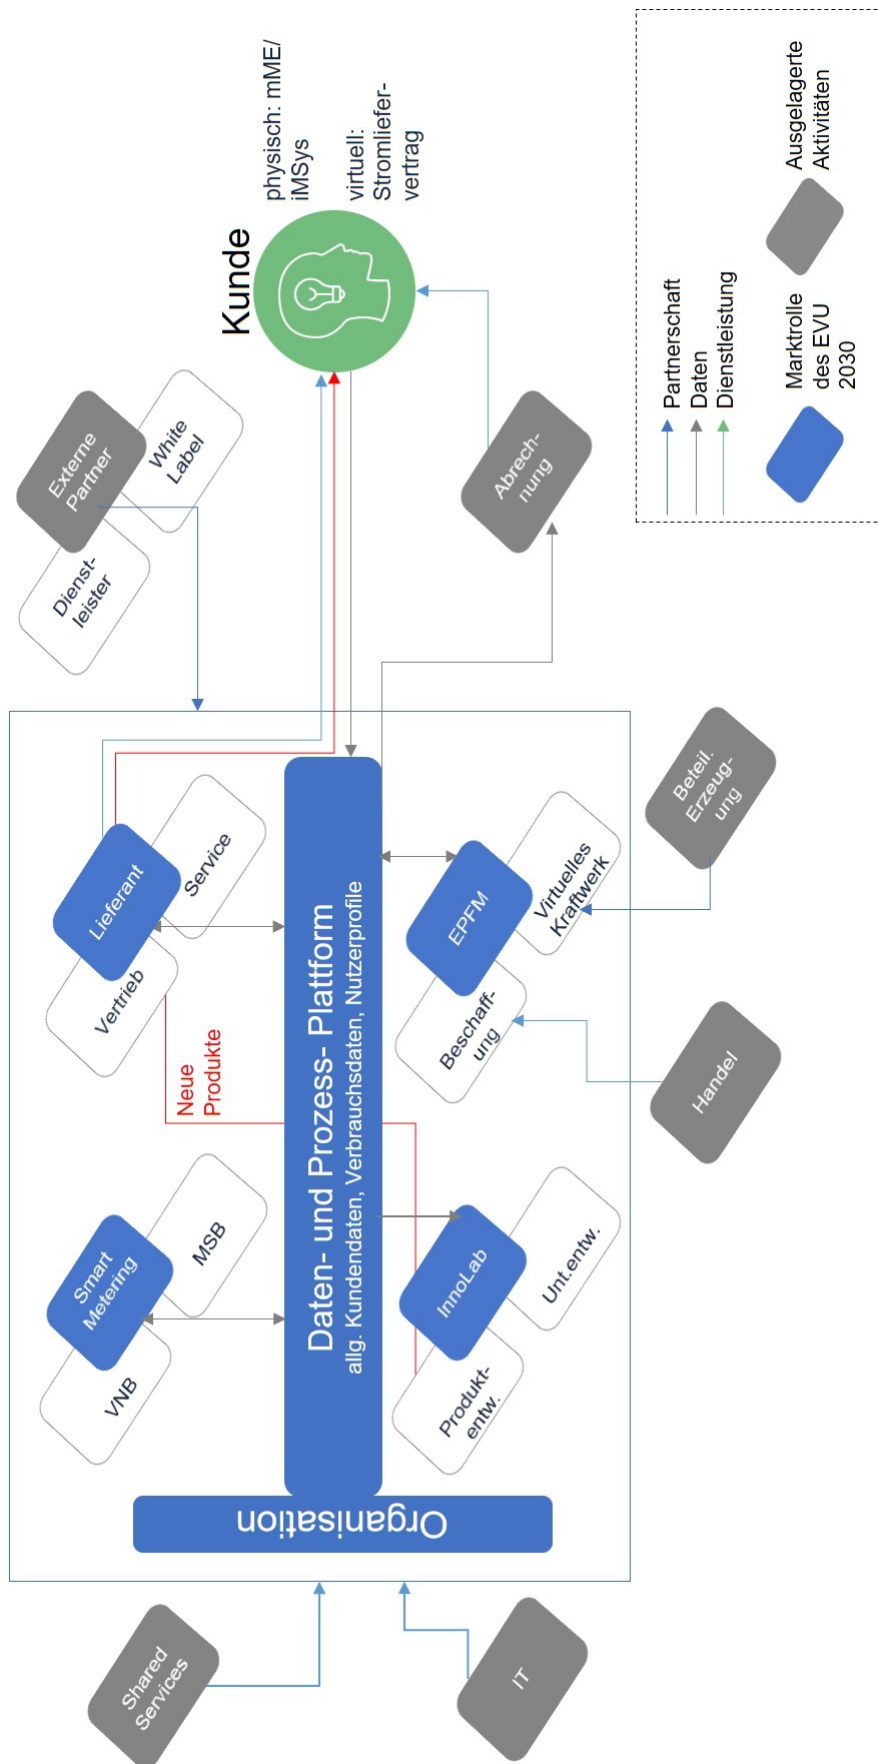 Shared
Services
IT
Organisation
VNB
Smart
Metering
MSB
Produkt-
entw.
InnoLab
Unt.entw.
Daten- und Prozess- Plattform
allg. Kundendaten, Verbrauchsdaten, Nutzerprofile
Neue
Produkte
Vertrieb
Lieferant
Service
Beschaff-
ung
EPFM
Virtuelles
Kraftwerk
Handel
Beteil.
Erzeug-
ung
Dienst-
leister
Externe
Partner
White
Label
Abrech-
nung
Kunde
physisch: mME/
iMSys
virtuell:
Stromliefer-
vertrag
Partnerschaft
Daten
Dienstleistung
Marktrolle
des EVU
2030
Ausgelagerte
Aktivitäten